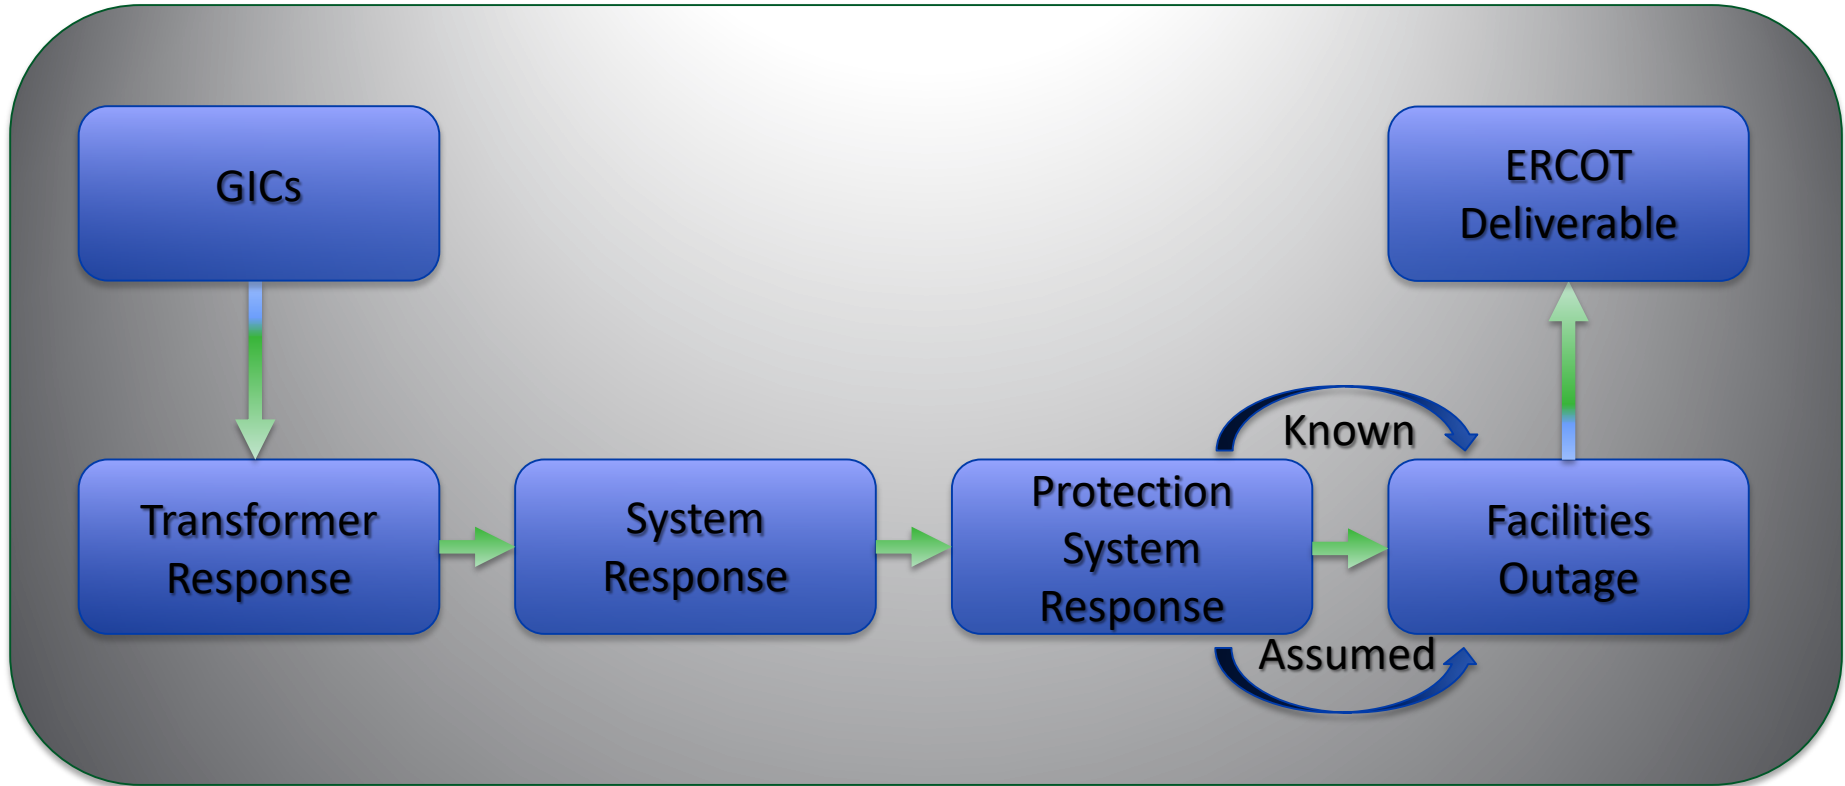 GICs
ERCOT
Deliverable
Transformer
Response
System
Response
Protection
System
Response
Known
Assumed
Facilities
Outage